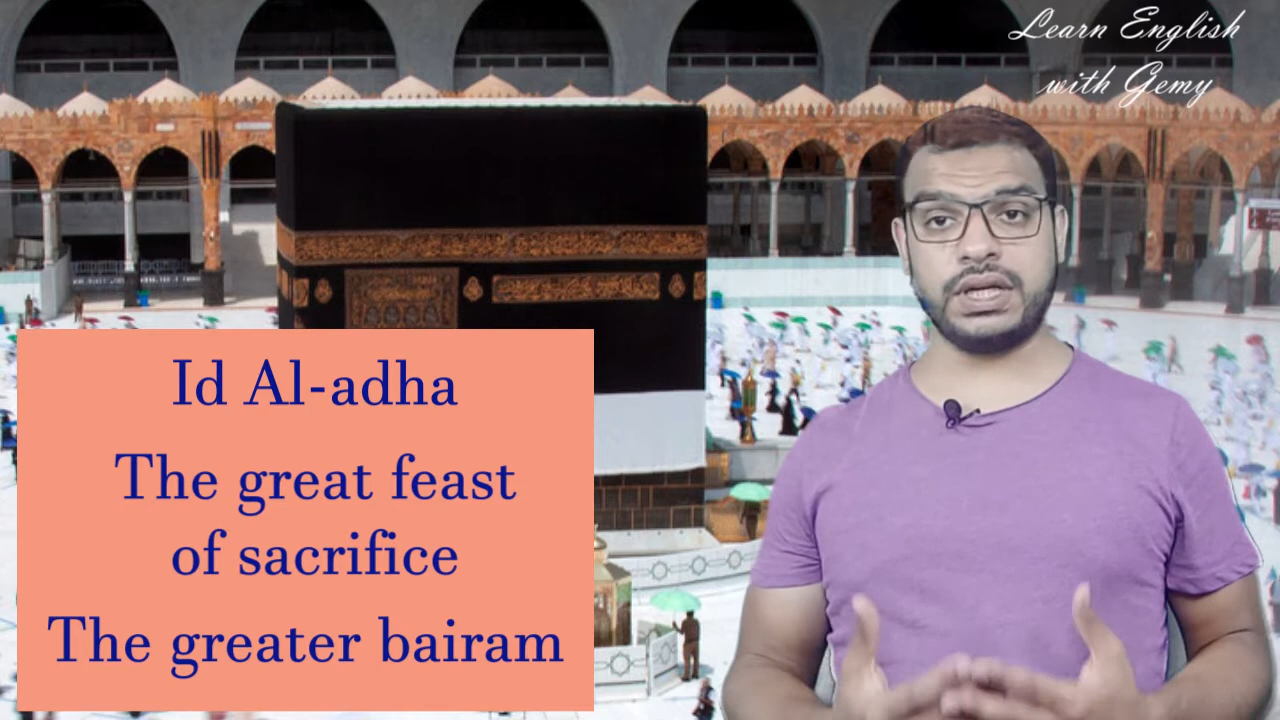 Learn English
with Gemy
Id Al-adha
The great feast
of sacrifice
The greater bairam